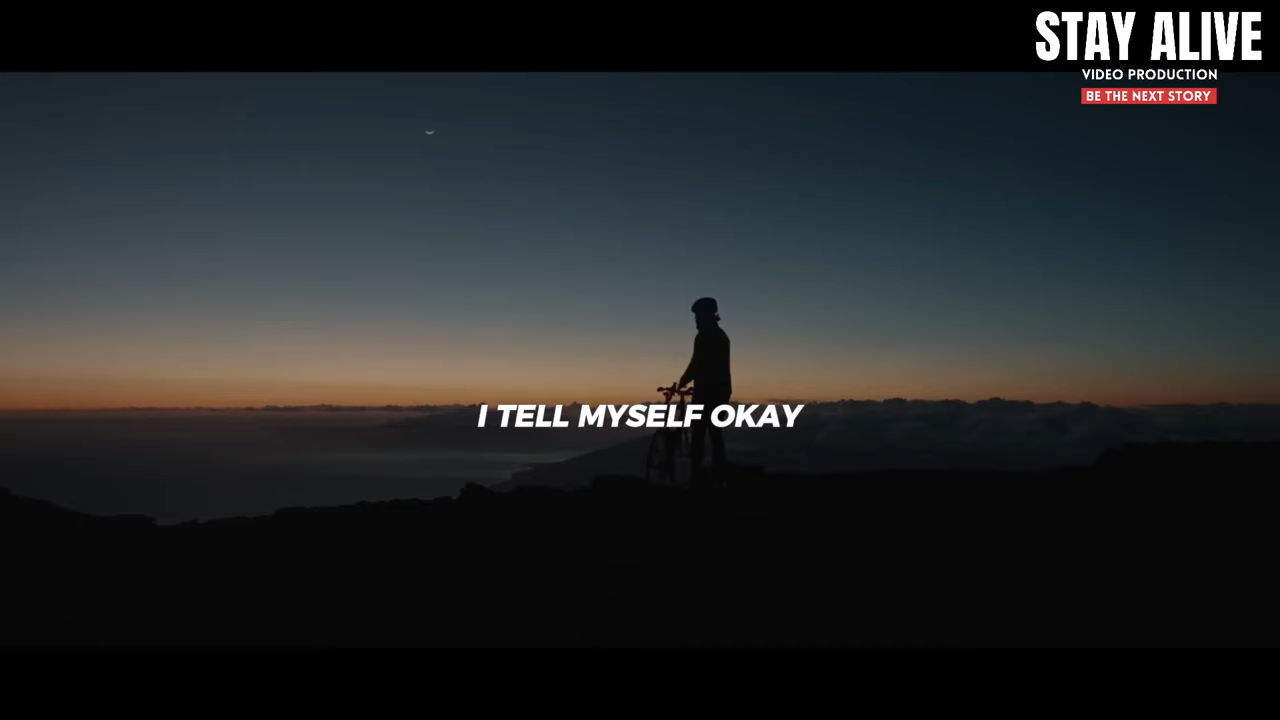 STAY ALIVE
VIDEO PRODUCTION
BE THE NEXT STORY
I TELL MYSELF OKAY